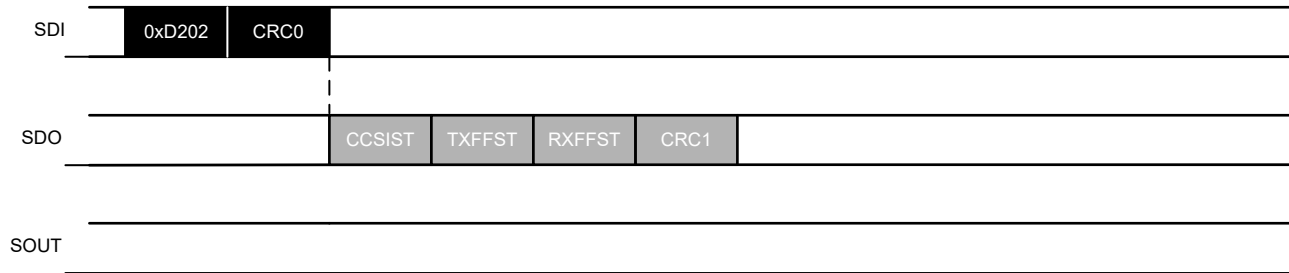 SDI 0xD202 CRC0
SDO CCSIST TXFFST RXFFST CRC1
SOUT